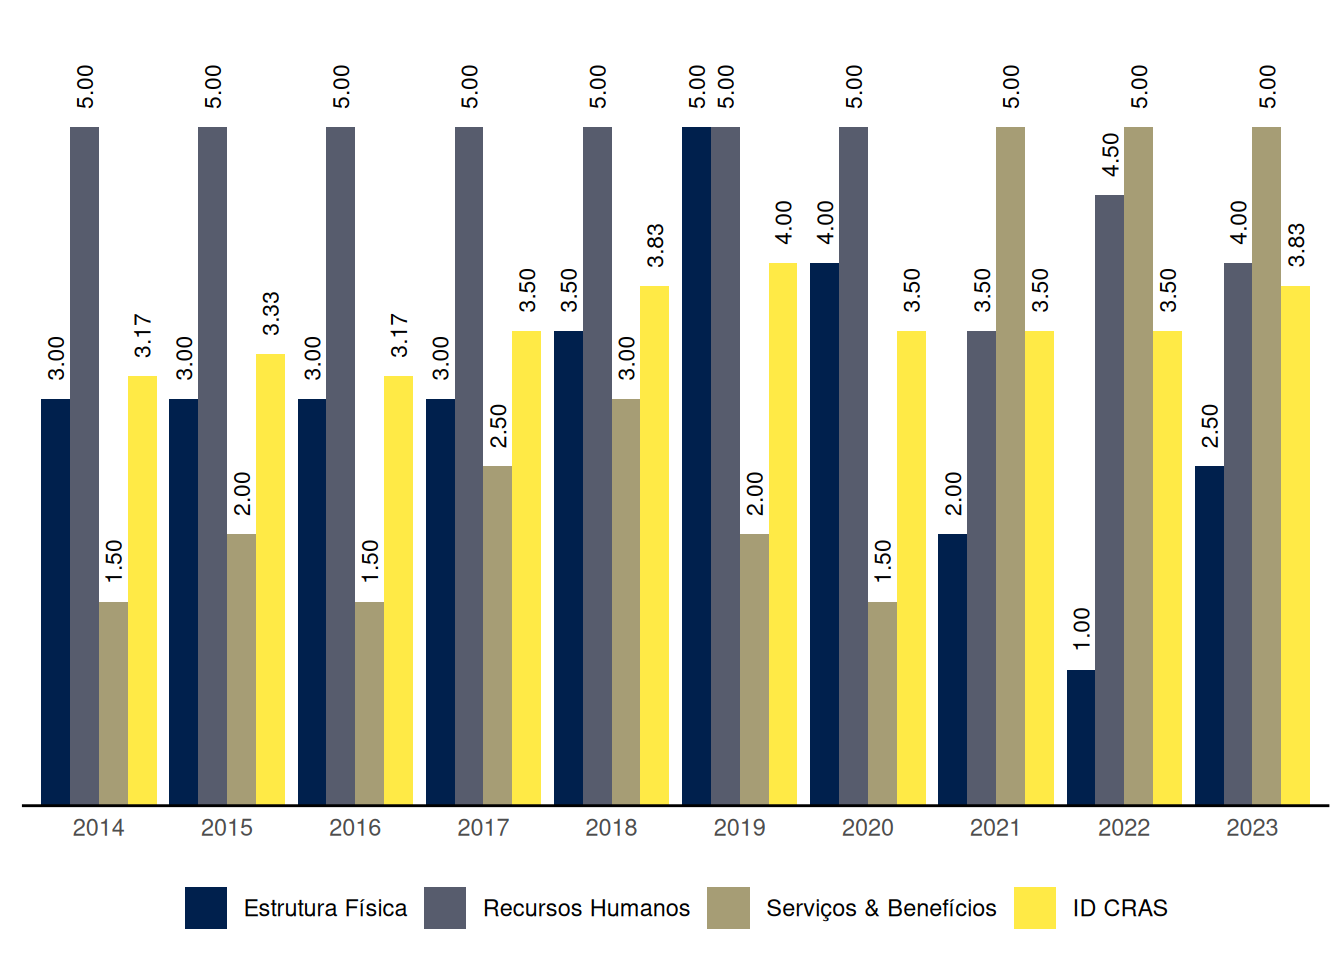 5.00 5.00 5.00 5.00 5.00 5.00 5.00 5.00 5.00 5.00 5.00
4.50
4.00 4.00 4.00
3.83 3.83
3.50 3.50 3.50 3.50 3.50 3.50
3.17 3.33 3.17
3.00 3.00 3.00 3.00 3.00
2.50 2.50
2.00 2.00 2.00
1.50 1.50 1.50
1.00
2014 2015 2016 2017 2018 2019 2020 2021 2022 2023
Estrutura Física Recursos Humanos Serviços & Benefícios ID CRAS